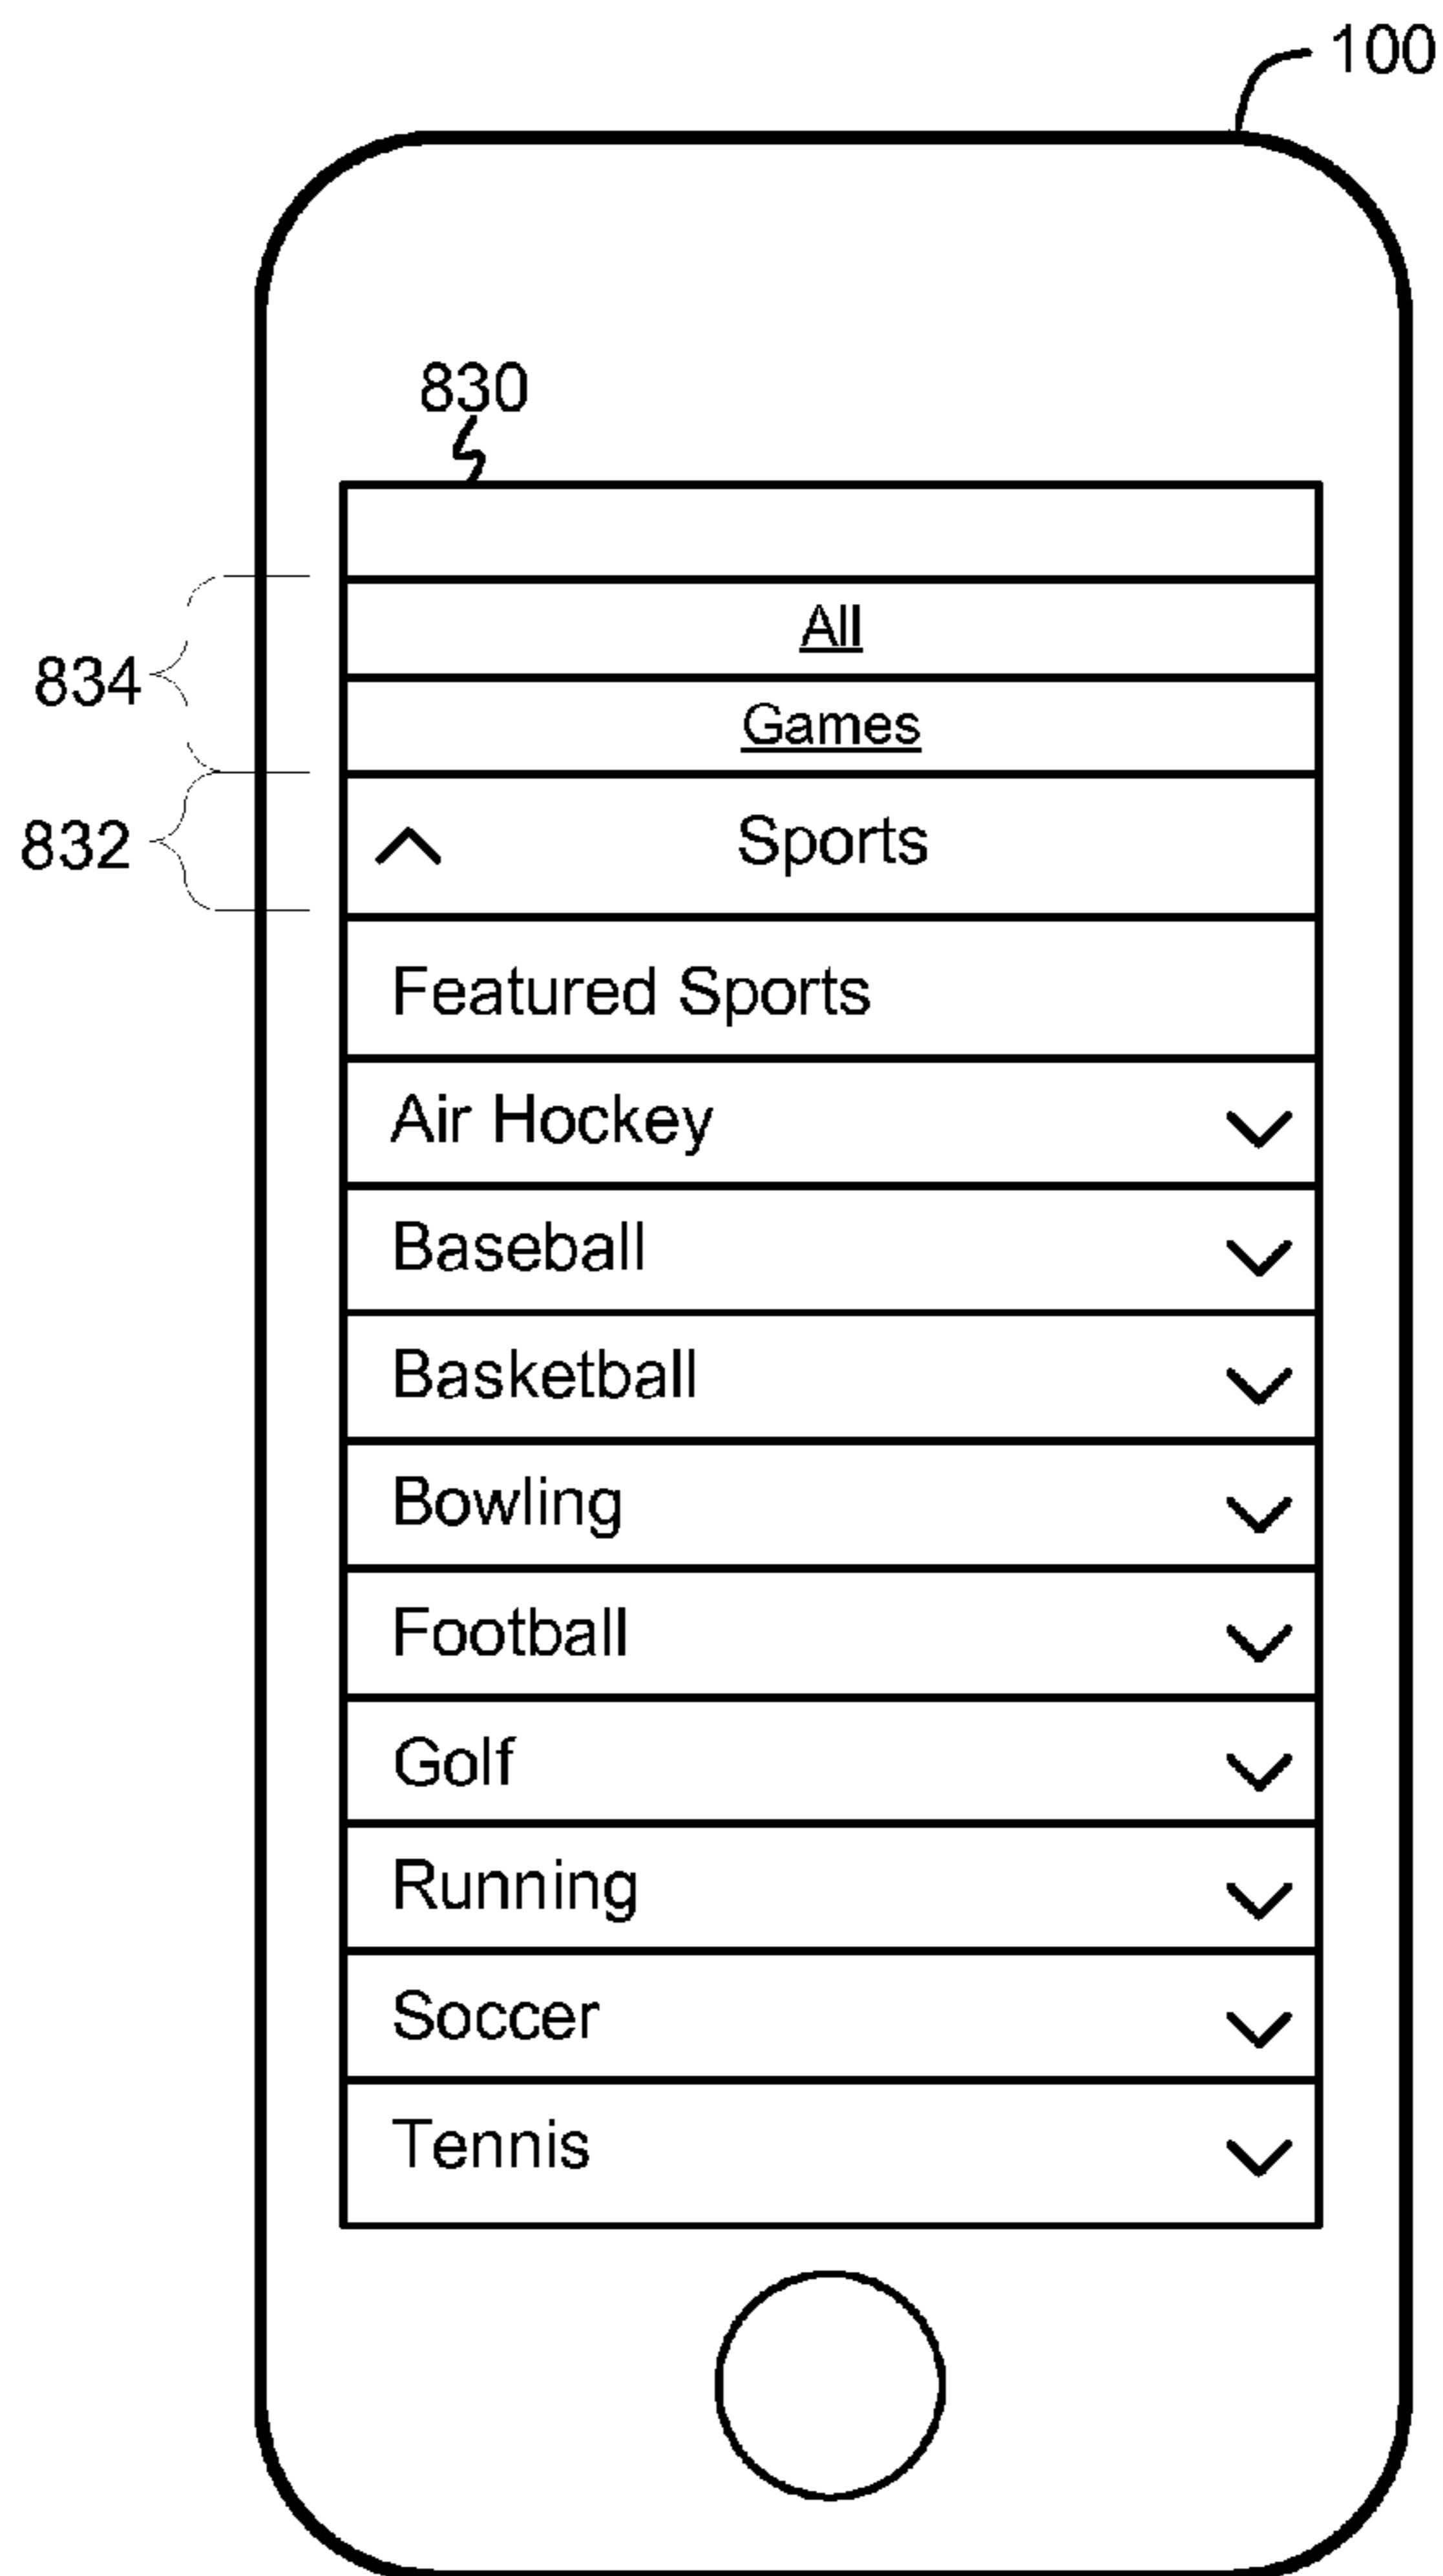 100
830
All
834
Games
832
Sports
Featured Sports
Air Hockey
Baseball
Basketball
Bowling
Football
Golf
Running
Soccer
Tennis